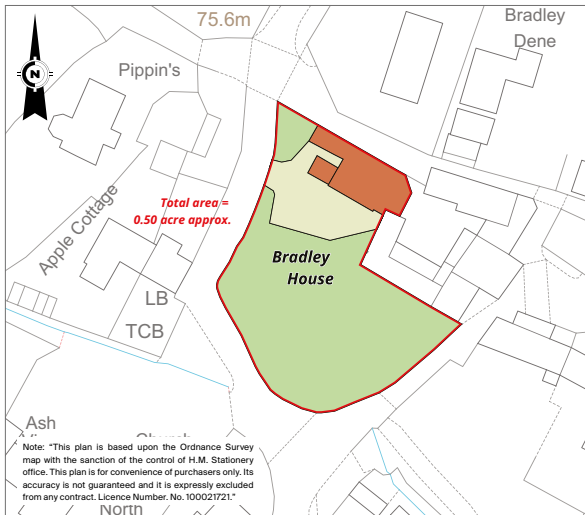 75.6m
Bradley
Dene
Pippin's
N
Total area =
0.50 acre approx.
Apple Cottage
Bradley
House
LB
TCB
Ash
Note: "This plan is based upon the Ordnance Survey
map with the sanction of the control of H.M. Stationery
office. This plan is for convenience of purchasers only. Its
accuracy is not guaranteed and it is expressly excluded
from any contract. Licence Number. No. 100021721."
North